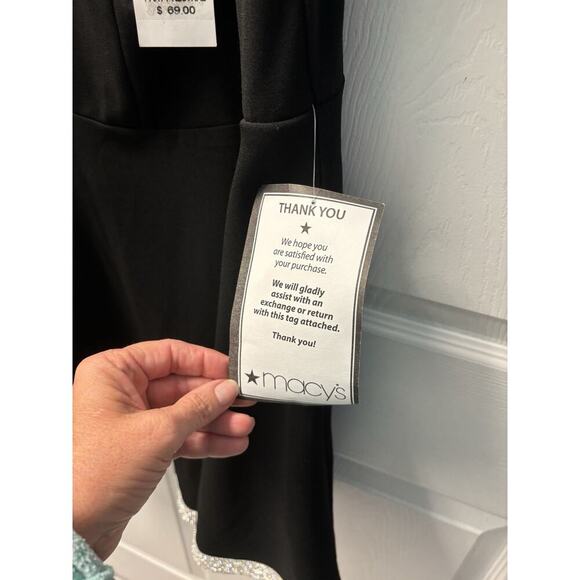 $ 69.00
THANK YOU
★
We hope you
are satisfied with
your purchase.
We will gladly
assist with an
exchange or return
with this tag attached.
Thank you!
★macy's